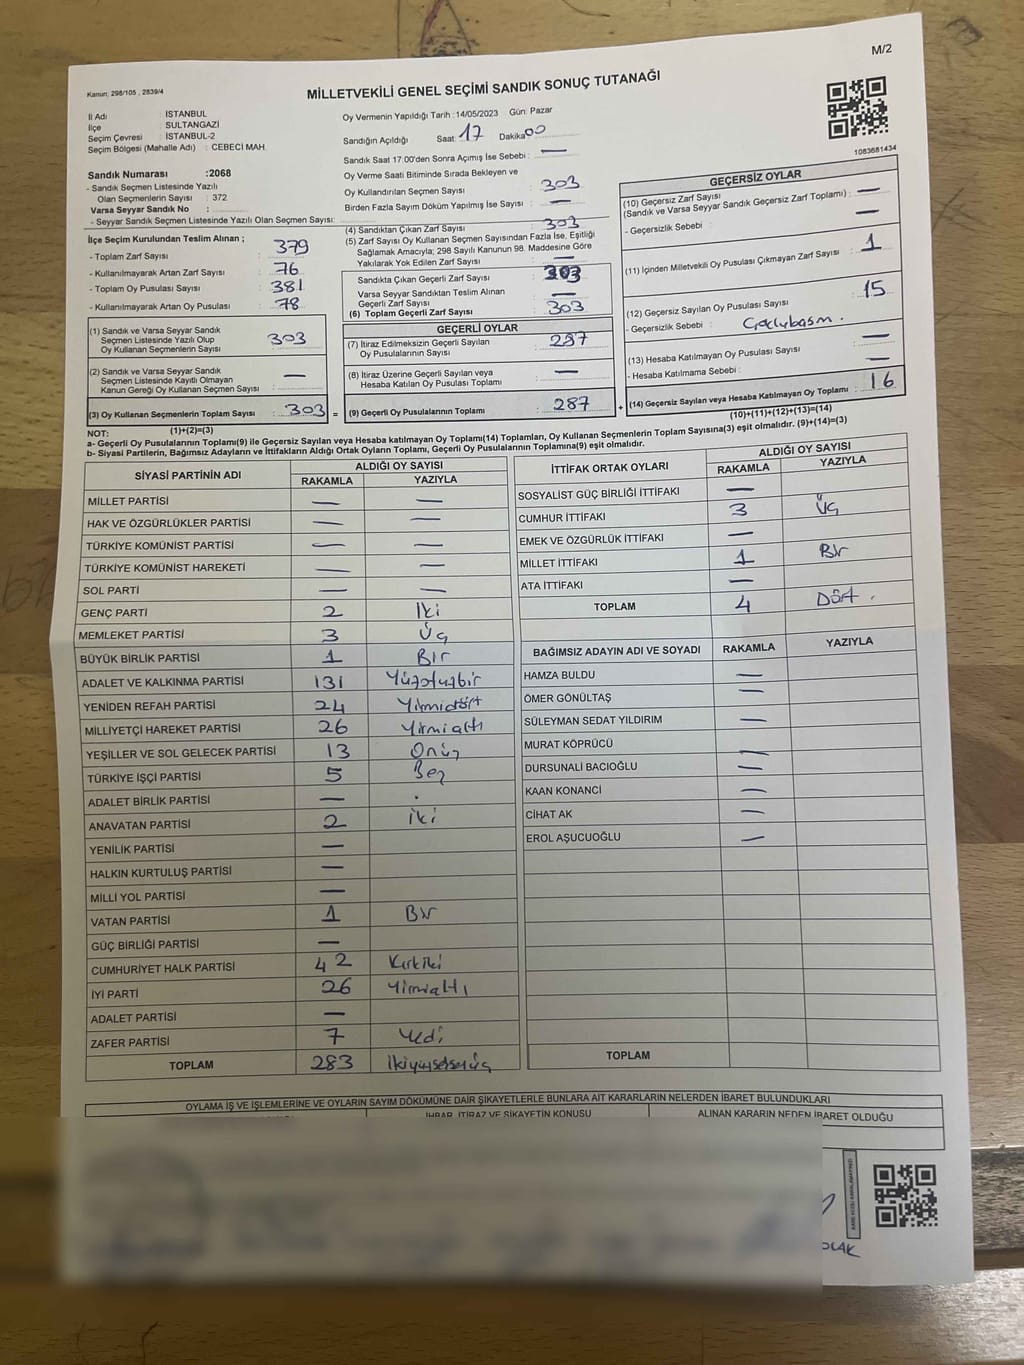 M/2
Kanun; 298/105 , 2839/4
MİLLETVEKİLİ GENEL SEÇİMİ SANDIK SONUÇ TUTANAĞI
İl Adı : İSTANBUL
İlçe : SULTANGAZİ
Seçim Çevresi : İSTANBUL-2
Seçim Bölgesi (Mahalle Adı) : CEBECİ MAH.
Sandık Numarası :2068
- Sandık Seçmen Listesinde Yazılı
Olan Seçmenlerin Sayısı : 372
Varsa Seyyar Sandık No :
- Seyyar Sandık Seçmen Listesinde Yazılı Olan Seçmen Sayısı:
Oy Vermenin Yapıldığı Tarih :14/05/2023 Gün: Pazar
Sandığın Açıldığı Saat: 17 Dakika: 00
Sandık Saat 17.00'den Sonra Açımış İse Sebebi : —
Oy Verme Saati Bitiminde Sırada Bekleyen ve
Oy Kullandırılan Seçmen Sayısı : 303
Birden Fazla Sayım Döküm Yapılmış İse Sayısı : —
1083681434
İlçe Seçim Kurulundan Teslim Alınan ;
- Toplam Zarf Sayısı : 379
- Kullanılmayarak Artan Zarf Sayısı : 76
- Toplam Oy Pusulası Sayısı : 381
- Kullanılmayarak Artan Oy Pusulası : 78
(1) Sandık ve Varsa Seyyar Sandık
Seçmen Listesinde Yazılı Olup
Oy Kullanan Seçmenlerin Sayısı : 303
(2) Sandık ve Varsa Seyyar Sandık
Seçmen Listesinde Kayıtlı Olmayan
Kanun Gereği Oy Kullanan Seçmen Sayısı : —
(3) Oy Kullanan Seçmenlerin Toplam Sayısı : 303 =
(1)+(2)=(3)
(4) Sandıktan Çıkan Zarf Sayısı : 303
(5) Zarf Sayısı Oy Kullanan Seçmen Sayısından Fazla İse, Eşitliği
Sağlamak Amacıyla; 298 Sayılı Kanunun 98. Maddesine Göre
Yakılarak Yok Edilen Zarf Sayısı : —
Sandıkta Çıkan Geçerli Zarf Sayısı : 303
Varsa Seyyar Sandıktan Teslim Alınan
Geçerli Zarf Sayısı : —
(6) Toplam Geçerli Zarf Sayısı : 303
GEÇERLİ OYLAR
(7) İtiraz Edilmeksizin Geçerli Sayılan
Oy Pusulalarının Sayısı : 287
(8) İtiraz Üzerine Geçerli Sayılan veya
Hesaba Katılan Oy Pusulası Toplamı : —
(9) Geçerli Oy Pusulalarının Toplamı : 287 +
GEÇERSİZ OYLAR
(10) Geçersiz Zarf Sayısı
(Sandık ve Varsa Seyyar Sandık Geçersiz Zarf Toplamı) : —
- Geçersizlik Sebebi : —
(11) İçinden Milletvekili Oy Pusulası Çıkmayan Zarf Sayısı : 1
(12) Geçersiz Sayılan Oy Pusulası Sayısı : 15
- Geçersizlik Sebebi :
(13) Hesaba Katılmayan Oy Pusulası Sayısı : —
- Hesaba Katılmama Sebebi : —
(14) Geçersiz Sayılan veya Hesaba Katılmayan Oy Toplamı : 16
(10)+(11)+(12)+(13)=(14)
NOT:
a- Geçerli Oy Pusulalarının Toplamı(9) ile Geçersiz Sayılan veya Hesaba katılmayan Oy Toplamı(14) Toplamları, Oy Kullanan Seçmenlerin Toplam Sayısına(3) eşit olmalıdır. (9)+(14)=(3)
b- Siyasi Partilerin, Bağımsız Adayların ve İttifakların Aldığı Ortak Oyların Toplamı, Geçerli Oy Pusulalarının Toplamına(9) eşit olmalıdır.
SİYASİ PARTİNİN ADI ALDIĞI OY SAYISI
RAKAMLA YAZIYLA
MİLLET PARTİSİ — —
HAK VE ÖZGÜRLÜKLER PARTİSİ — —
TÜRKİYE KOMÜNİST PARTİSİ — —
TÜRKİYE KOMÜNİST HAREKETİ — —
SOL PARTİ — —
GENÇ PARTİ 2 İki
MEMLEKET PARTİSİ 3 Üç
BÜYÜK BİRLİK PARTİSİ 1 Bir
ADALET VE KALKINMA PARTİSİ 131 Yüzotuzbir
YENİDEN REFAH PARTİSİ 24 Yirmidört
MİLLİYETÇİ HAREKET PARTİSİ 26 Yirmialtı
YEŞİLLER VE SOL GELECEK PARTİSİ 13 Onüç
TÜRKİYE İŞÇİ PARTİSİ 5 Beş
ADALET BİRLİK PARTİSİ —
ANAVATAN PARTİSİ 2 iki
YENİLİK PARTİSİ —
HALKIN KURTULUŞ PARTİSİ —
MİLLİ YOL PARTİSİ —
VATAN PARTİSİ 1 Bir
GÜÇ BİRLİĞİ PARTİSİ —
CUMHURİYET HALK PARTİSİ 42 Kırkiki
İYİ PARTİ 26 Yirmialtı
ADALET PARTİSİ —
ZAFER PARTİSİ 7 Yedi
TOPLAM 283 ikiyüzseksenüç
İTTİFAK ORTAK OYLARI ALDIĞI OY SAYISI
RAKAMLA YAZIYLA
SOSYALİST GÜÇ BİRLİĞİ İTTİFAKI —
CUMHUR İTTİFAKI 3 Üç
EMEK VE ÖZGÜRLÜK İTTİFAKI —
MİLLET İTTİFAKI 1 Bir
ATA İTTİFAKI —
TOPLAM 4 Dört.
BAĞIMSIZ ADAYIN ADI VE SOYADI RAKAMLA YAZIYLA
HAMZA BULDU —
ÖMER GÖNÜLTAŞ —
SÜLEYMAN SEDAT YILDIRIM —
MURAT KÖPRÜCÜ —
DURSUNALİ BACIOĞLU —
KAAN KONANCİ —
CİHAT AK —
EROL AŞUCUOĞLU —
TOPLAM
OYLAMA İŞ VE İŞLEMLERİNE VE OYLARIN SAYIM DÖKÜMÜNE DAİR ŞİKAYETLERLE BUNLARA AİT KARARLARIN NELERDEN İBARET BULUNDUKLARI
İHBAR, İTİRAZ VE ŞİKAYETİN KONUSU ALINAN KARARIN NEDEN İBARET OLDUĞU